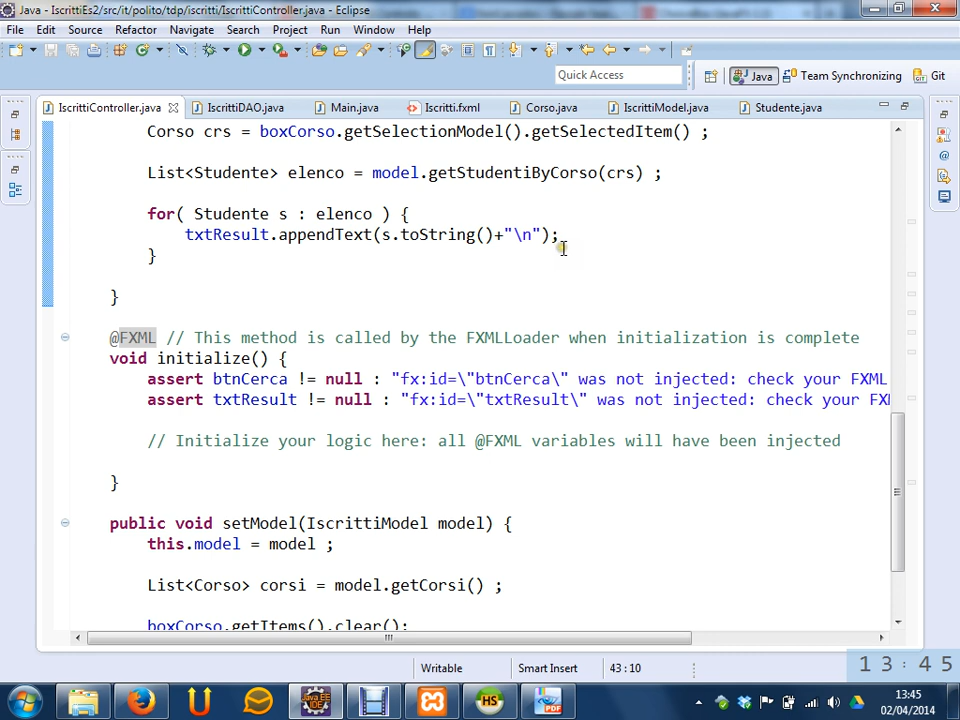 Java - IscrittiEs2/src/it/polito/tdp/iscritti/IscrittiController.java - Eclipse
File Edit Source Refactor Navigate Search Project Run Window Help
Quick Access
Java
Team Synchronizing
Git
IscrittiController.java
IscrittiDAO.java
Main.java
Iscritti.fxml
Corso.java
IscrittiModel.java
Studente.java
Corso crs = boxCorso.getSelectionModel().getSelectedItem() ;
List<Studente> elenco = model.getStudentiByCorso(crs) ;
for( Studente s : elenco ) {
txtResult.appendText(s.toString()+"\n");
}
}
@FXML // This method is called by the FXMLLoader when initialization is complete
void initialize() {
assert btnCerca != null : "fx:id=\"btnCerca\" was not injected: check your FXML
assert txtResult != null : "fx:id=\"txtResult\" was not injected: check your FXM
// Initialize your logic here: all @FXML variables will have been injected
}
public void setModel(IscrittiModel model) {
this.model = model ;
List<Corso> corsi = model.getCorsi() ;
boxCorso.getItems().clear();
Writable
Smart Insert
43 : 10
13:45
13:45
02/04/2014